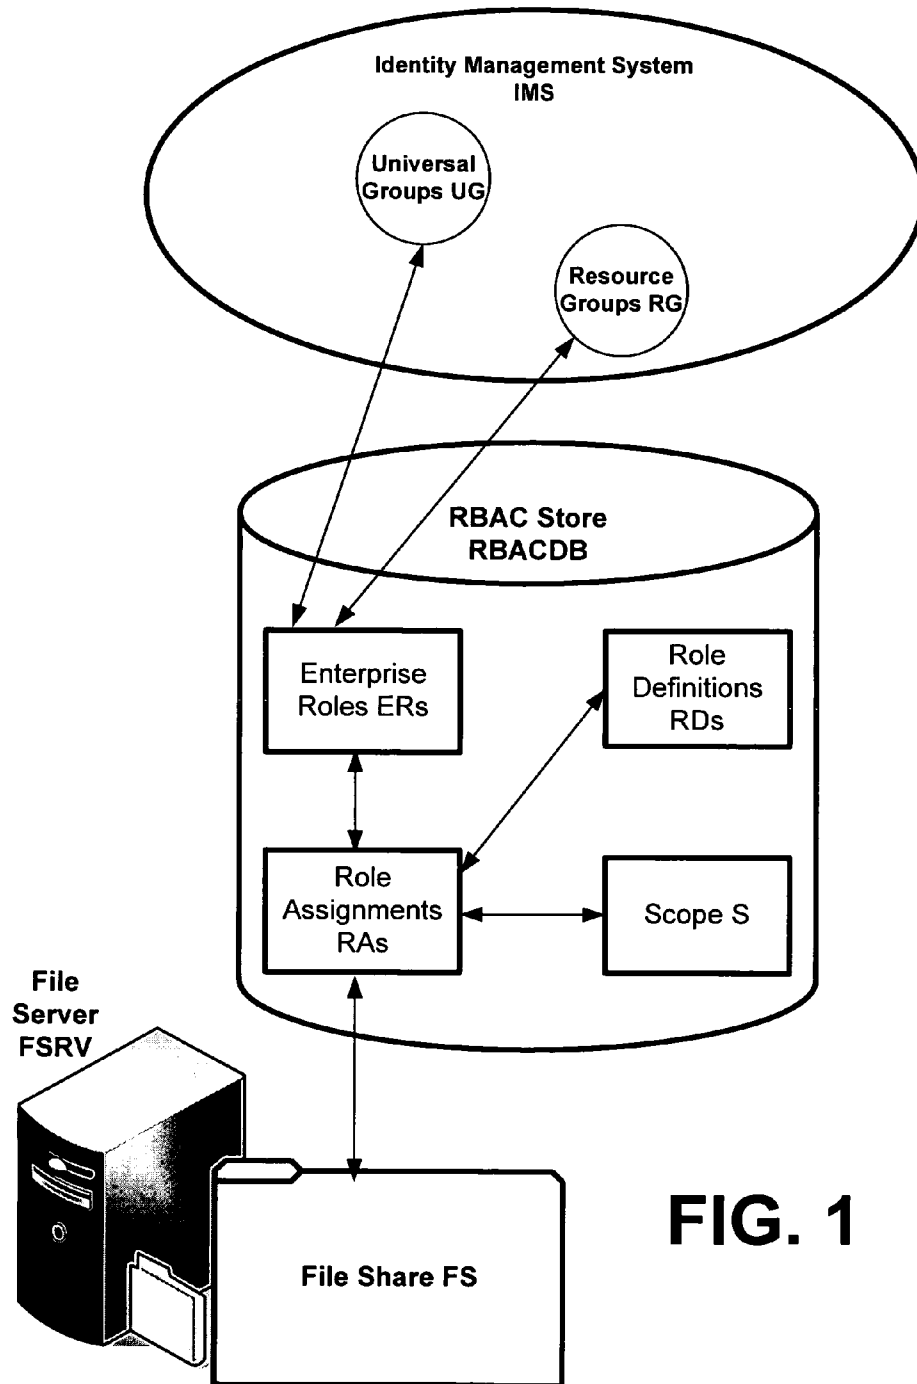 Identity Management System
IMS
Universal
Groups UG
Resource
Groups RG
RBAC Store
RBACDB
Enterprise
Roles ERs
Role
Definitions
RDs
Role
Assignments
RAs
Scope S
File
Server
FSRV
File Share FS
FIG. 1